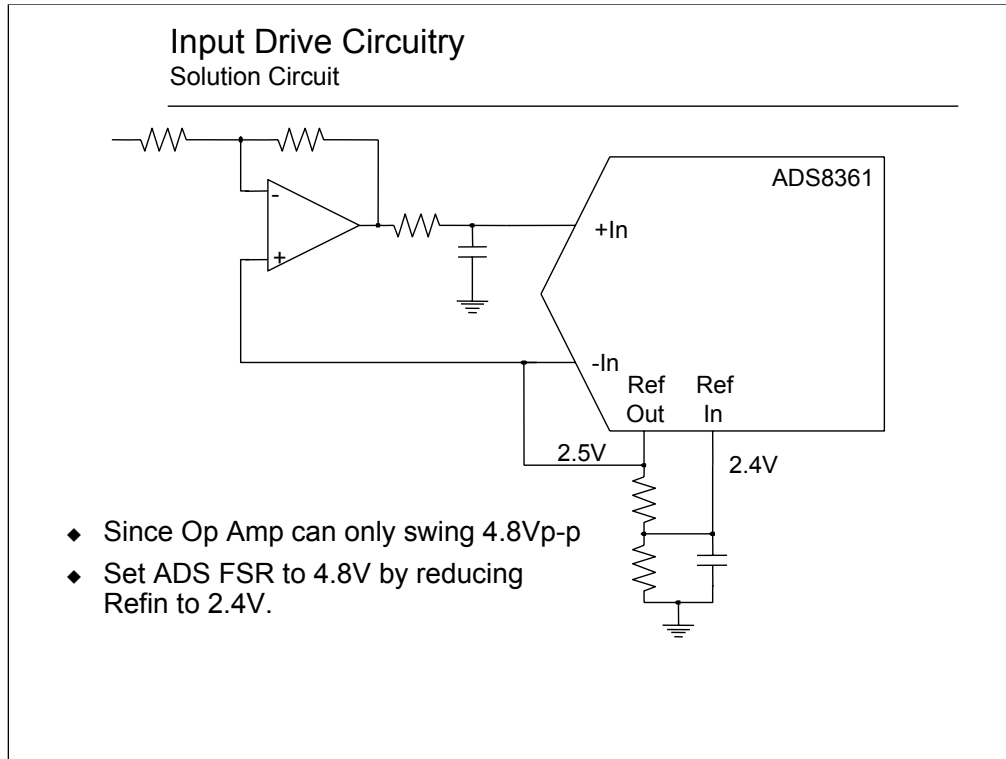 Input Drive Circuitry
Solution Circuit
ADS8361
-
+
+In
-In
Ref
Out
Ref
In
2.5V
2.4V
◆ Since Op Amp can only swing 4.8Vp-p
◆ Set ADS FSR to 4.8V by reducing
Refin to 2.4V.